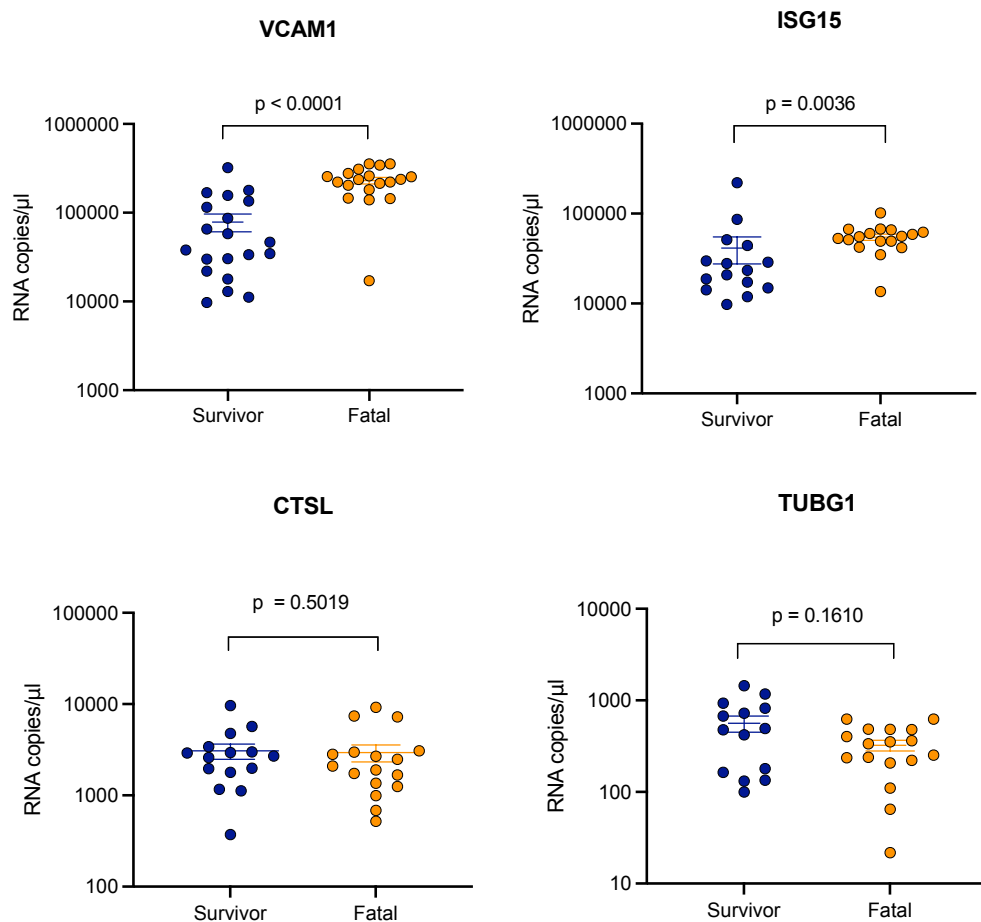 VCAM1
p < 0.0001
RNA copies/µl
1000000
100000
10000
1000
Survivor Fatal
ISG15
p = 0.0036
RNA copies/µl
1000000
100000
10000
1000
Survivor Fatal
CTSL
p = 0.5019
RNA copies/µl
100000
10000
1000
100
Survivor Fatal
TUBG1
p = 0.1610
RNA copies/µl
10000
1000
100
10
Survivor Fatal